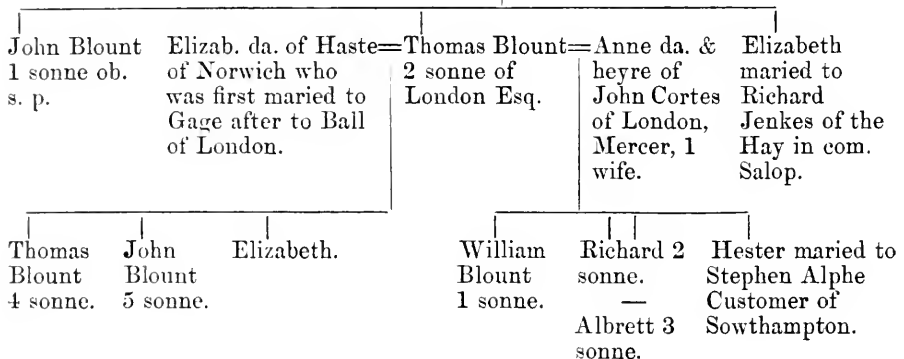 John Blount
1 sonne ob.
s. p.
Elizab. da. of Haste=Thomas Blount=Anne da. &
of Norwich who
was first maried to
Gage after to Ball
of London.
2 sonne of
London Esq.
heyre of
John Cortes
of London,
Mercer, 1
wife.
Elizabeth
maried to
Richard
Jenkes of the
Hay in com.
Salop.
Thomas
Blount
4 sonne.
John
Blount
5 sonne.
Elizabeth.
William
Blount
1 sonne.
Richard 2
sonne.
—
Albrett 3
sonne.
Hester maried to
Stephen Alphe
Customer of
Sowthampton.